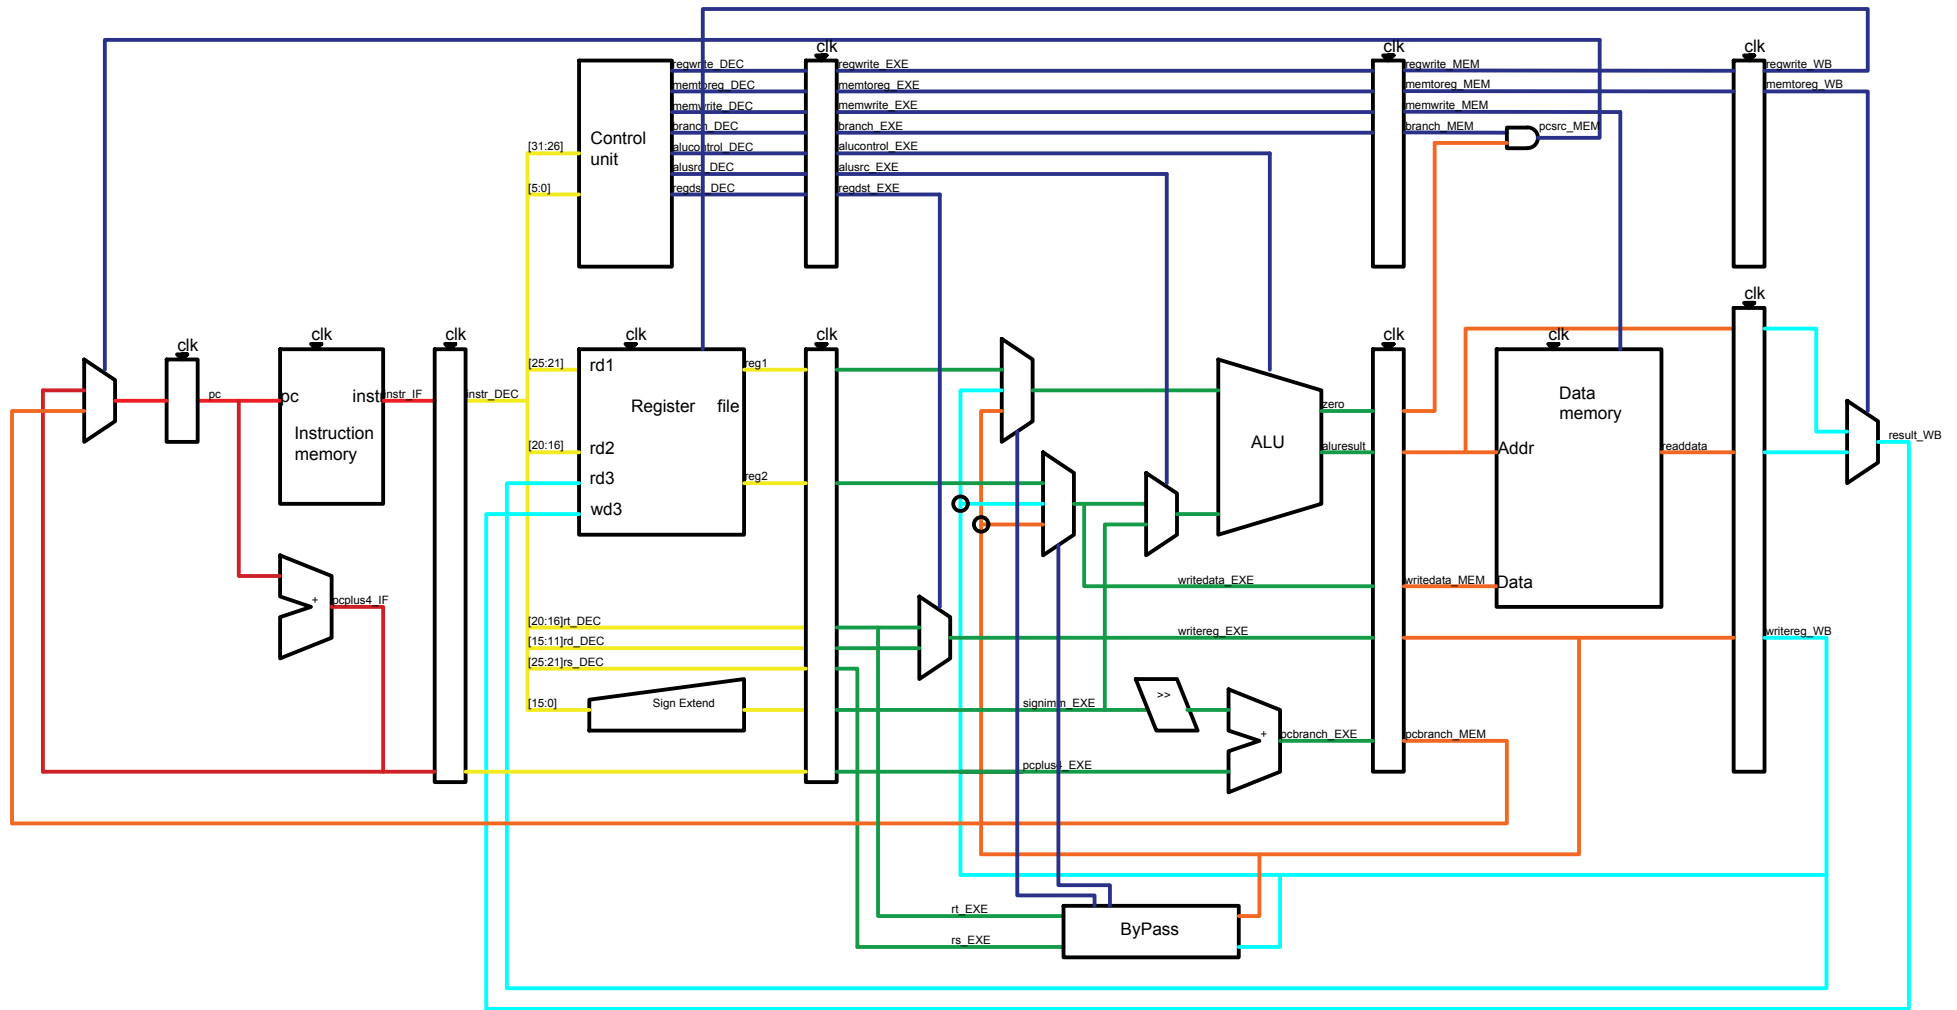 clk
clk
clk
clk
regwrite_DEC
regwrite_EXE
regwrite_MEM
regwrite_WB
memtoreg_DEC
memtoreg_EXE
memtoreg_MEM
memtoreg_WB
memwrite_DEC
memwrite_EXE
memwrite_MEM
branch_DEC
branch_EXE
branch_MEM
pcsrc_MEM
Control
unit
[31:26]
alucontrol_DEC
alucontrol_EXE
alusrc_DEC
alusrc_EXE
[5:0]
regdst_DEC
regdst_EXE
clk
clk
clk
clk
clk
clk
clk
clk
[25:21]
rd1
reg1
pc
pc
instr
instr_IF
instr_DEC
Register file
zero
Data
memory
Instruction
memory
ALU
result_WB
[20:16]
rd2
aluresult
Addr
readdata
rd3
reg2
wd3
writedata_EXE
writedata_MEM
Data
+
pcplus4_IF
[20:16]rt_DEC
writereg_EXE
writereg_WB
[15:11]rd_DEC
[25:21]rs_DEC
[15:0]
Sign Extend
signimm_EXE
>>
+
pcbranch_EXE
pcbranch_MEM
pcplus4_EXE
rt_EXE
ByPass
rs_EXE